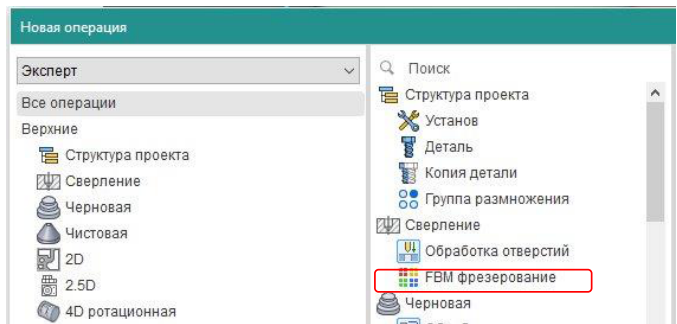 Новая операция
Эксперт
Все операции
Верхние
Структура проекта
Сверление
Черновая
Чистовая
2D
2.5D
4D ротационная
Поиск
Структура проекта
Установ
Деталь
Копия детали
Группа размножения
Сверление
Обработка отверстий
FBM фрезерование
Черновая